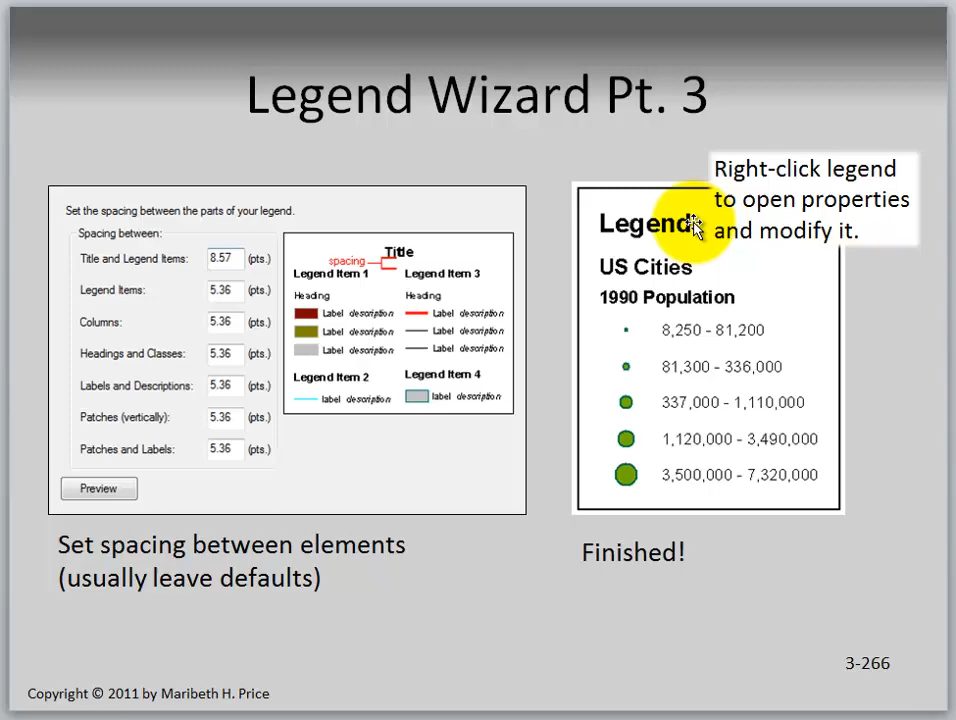 Legend Wizard Pt. 3
Set the spacing between the parts of your legend.
Spacing between:
Title and Legend Items: 8.57 (pts.)
Legend Items: 5.36 (pts.)
Columns: 5.36 (pts.)
Headings and Classes: 5.36 (pts.)
Labels and Descriptions: 5.36 (pts.)
Patches (vertically): 5.36 (pts.)
Patches and Labels: 5.36 (pts.)
Preview
Title
spacing
Legend Item 1
Heading
Label description
Label description
Label description
Legend Item 2
label description
Legend Item 3
Heading
Label description
Label description
Label description
Legend Item 4
Label description
Set spacing between elements
(usually leave defaults)
Right-click legend
to open properties
and modify it.
Legend
US Cities
1990 Population
8,250 - 81,200
81,300 - 336,000
337,000 - 1,110,000
1,120,000 - 3,490,000
3,500,000 - 7,320,000
Finished!
3-266
Copyright © 2011 by Maribeth H. Price